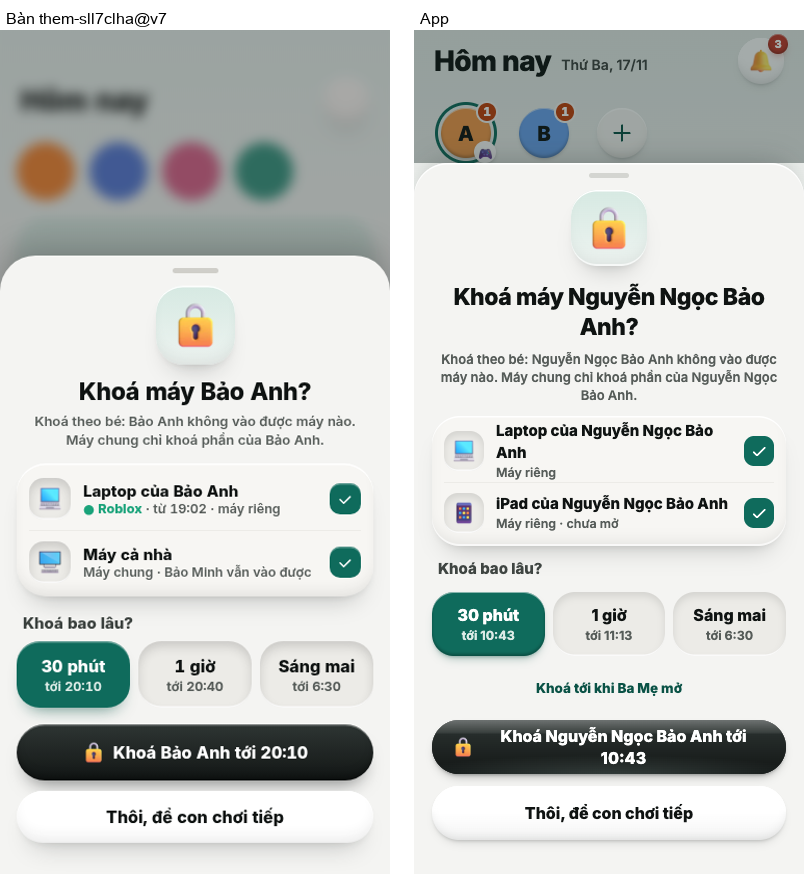 Bản them-sll7clha@v7
Hôm nay
Khoá máy Bảo Anh?
Khoá theo bé: Bảo Anh không vào được máy này.
Máy chung chỉ khoá phần của Bảo Anh.
Laptop của Bảo Anh
Roblox · từ 19:02 · máy riêng
Máy cả nhà
Máy chung · Bảo Minh vẫn vào được
Khoá bao lâu?
30 phút
tới 20:10
1 giờ
tới 20:40
Sáng mai
tới 6:30
Khoá Bảo Anh tới 20:10
Thôi, để con chơi tiếp
App
Hôm nay Thứ Ba, 17/11
3
A
1
B
1
Khoá máy Nguyễn Ngọc Bảo
Anh?
Khoá theo bé: Nguyễn Ngọc Bảo Anh không vào được
máy nào. Máy chung chỉ khoá phần của Nguyễn Ngọc
Bảo Anh.
Laptop của Nguyễn Ngọc Bảo
Anh
Máy riêng
iPad của Nguyễn Ngọc Bảo Anh
Máy riêng · chưa mở
Khoá bao lâu?
30 phút
tới 10:43
1 giờ
tới 11:13
Sáng mai
tới 6:30
Khoá tới khi Ba Mẹ mở
Khoá Nguyễn Ngọc Bảo Anh tới
10:43
Thôi, để con chơi tiếp